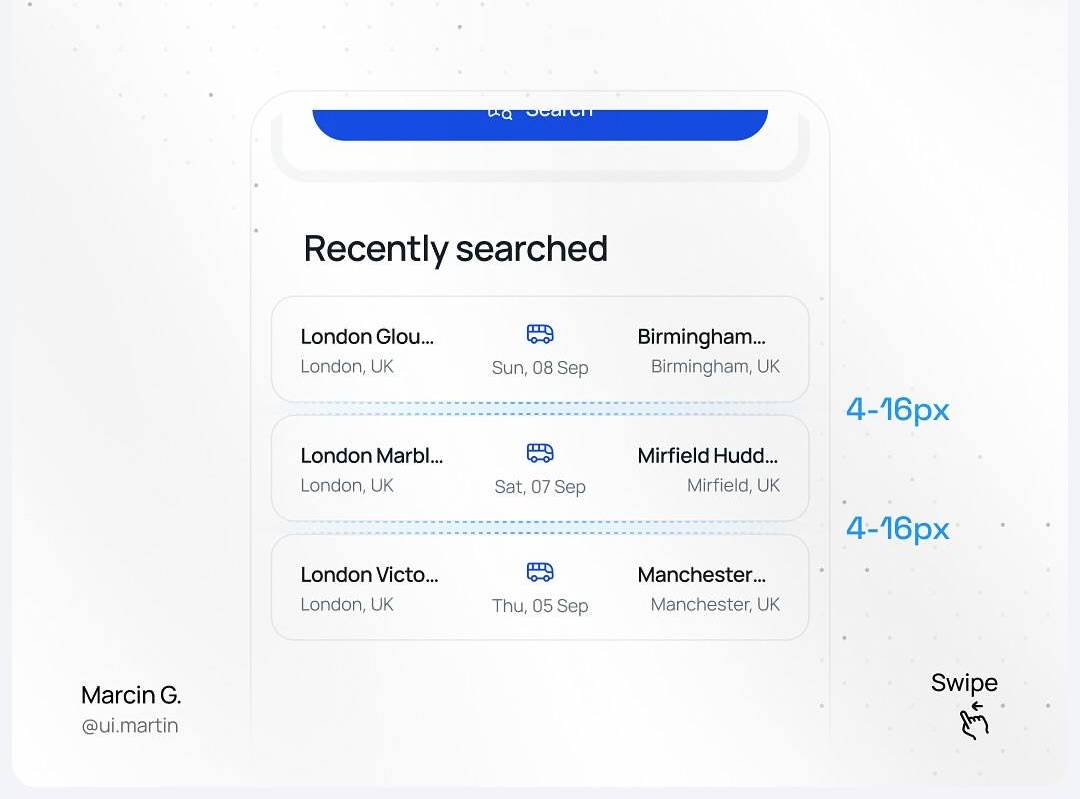 Search
Recently searched
London Glou...
Birmingham...
London, UK
Sun, 08 Sep
Birmingham, UK
4-16px
London Marbl...
Mirfield Hudd...
London, UK
Sat, 07 Sep
Mirfield, UK
4-16px
London Victo...
Manchester...
London, UK
Thu, 05 Sep
Manchester, UK
Marcin G.
@ui.martin
Swipe